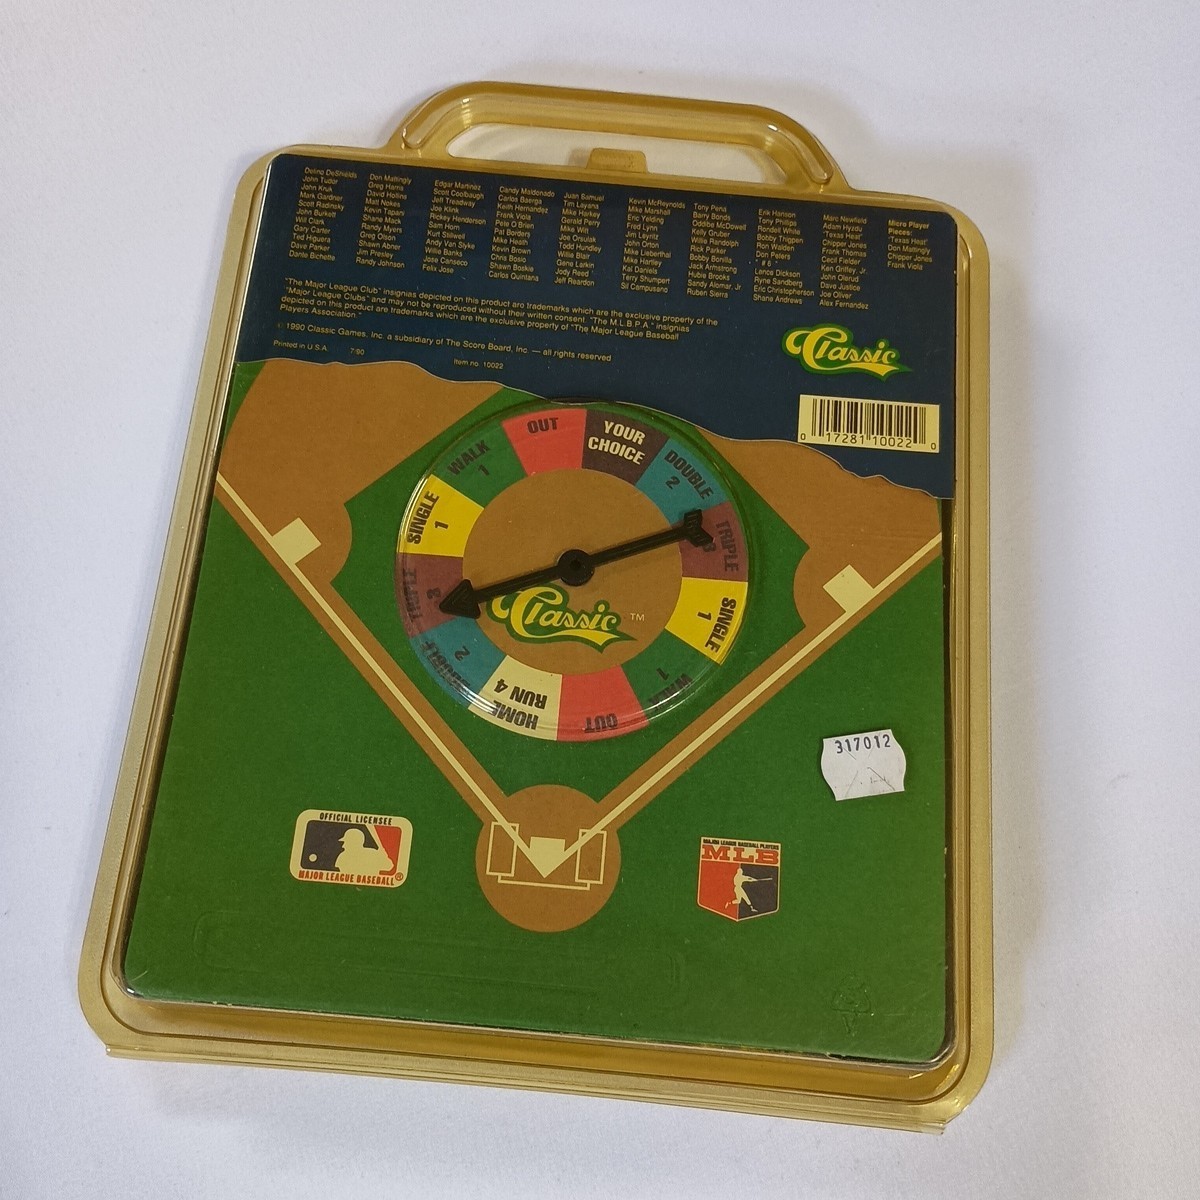 Delino DeShields
John Tudor
John Kruk
Mark Gardner
Scott Radinsky
John Burkett
Will Clark
Gary Carter
Ted Higuera
Dave Parker
Dante Bichette
Don Mattingly
Greg Harris
David Hollins
Matt Nokes
Kevin Tapani
Shane Mack
Randy Myers
Greg Olson
Shawn Abner
Jim Presley
Randy Johnson
Edgar Martinez
Scott Coolbaugh
Jeff Treadway
Joe Klink
Rickey Henderson
Sam Horn
Kurt Stillwell
Andy Van Slyke
Willie Banks
Jose Canseco
Felix Jose
Candy Maldonado
Carlos Baerga
Keith Hernandez
Frank Viola
Pete O'Brien
Pat Borders
Mike Heath
Kevin Brown
Chris Bosio
Shawn Boskie
Carlos Quintana
Juan Samuel
Tim Layana
Mike Harkey
Gerald Perry
Mike Witt
Joe Orsulak
Todd Hundley
Willie Blair
Gene Larkin
Jody Reed
Jeff Reardon
Kevin McReynolds
Mike Marshall
Eric Yelding
Fred Lynn
Jim Leyritz
John Orton
Mike Lieberthal
Mike Hartley
Kal Daniels
Terry Shumpert
Sil Campusano
Tony Pena
Barry Bonds
Oddibe McDowell
Kelly Gruber
Willie Randolph
Rick Parker
Bobby Bonilla
Jack Armstrong
Hubie Brooks
Sandy Alomar, Jr.
Ruben Sierra
Erik Hanson
Tony Phillips
Rondell White
Bobby Thigpen
Ron Walden
Don Peters
"#6"
Lance Dickson
Ryne Sandberg
Eric Christopherson
Shane Andrews
Marc Newfield
Adam Hyzdu
"Texas Heat"
Chipper Jones
Frank Thomas
Cecil Fielder
Ken Griffey, Jr.
John Olerud
Dave Justice
Joe Oliver
Alex Fernandez
Micro Player
Pieces:
"Texas Heat"
Don Mattingly
Chipper Jones
Frank Viola
"The Major League Club" insignias depicted on this product are trademarks which are the exclusive property of the
"Major League Clubs" and may not be reproduced without their written consent. "The M.L.B.P.A." insignias
depicted on this product are trademarks which are the exclusive property of "The Major League Baseball
Players Association."
© 1990 Classic Games, Inc. a subsidiary of The Score Board, Inc. — all rights reserved
Printed in U.S.A. 7/90 Item no. 10022
Classic
0 17281 10022 0
OUT
YOUR
CHOICE
DOUBLE
2
TRIPLE
3
SINGLE
1
WALK
1
OUT
HOME
RUN 4
DOUBLE
2
TRIPLE
3
SINGLE
1
WALK
1
Classic TM
317012
OFFICIAL LICENSEE
MAJOR LEAGUE BASEBALL ®
MAJOR LEAGUE BASEBALL PLAYERS
MLB